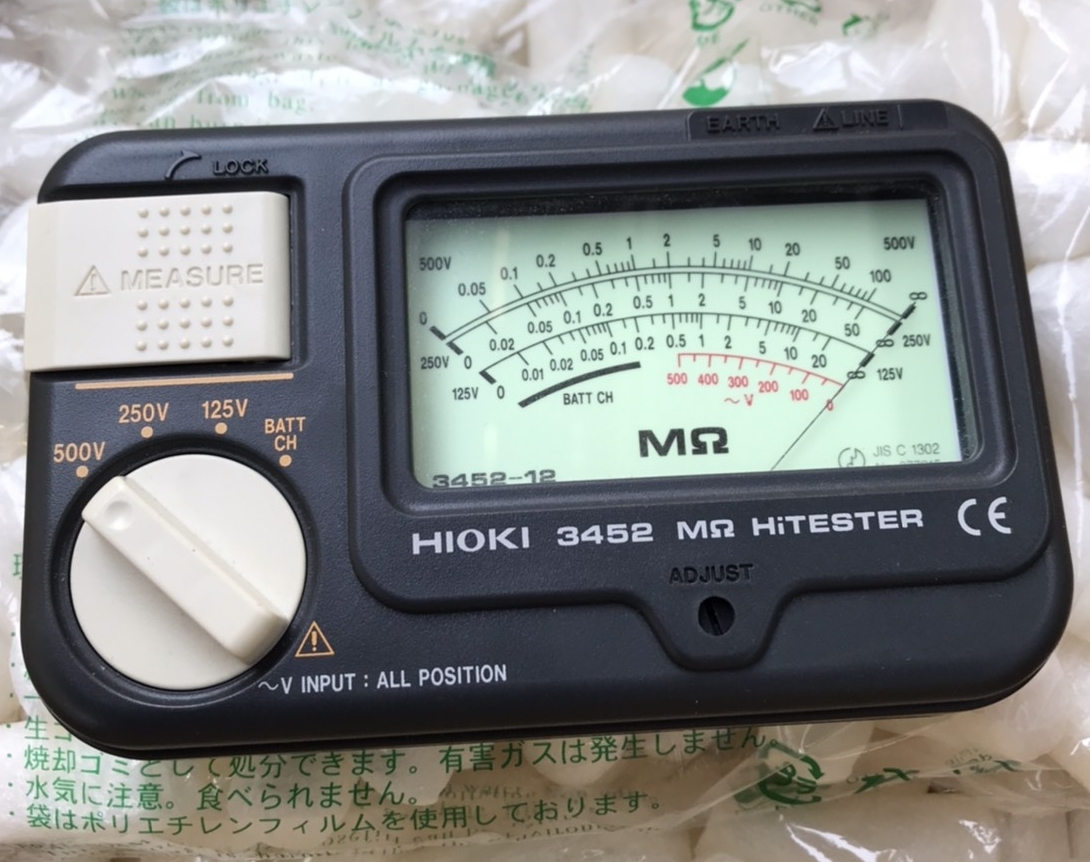 from bag.
EARTH ⚠LINE
LOCK
⚠ MEASURE
500V 0 0.05 0.1 0.2 0.5 1 2 5 10 20 50 100 500V ∞
250V 0 0.02 0.05 0.1 0.2 0.5 1 2 5 10 20 50 ∞ 250V
125V 0 0.01 0.02 0.05 0.1 0.2 0.5 1 2 5 10 20 ∞ 125V
500 400 300 200 100 0
～V
BATT CH
MΩ
3452-12
JIS C 1302
500V
250V
125V
BATT
CH
HIOKI 3452 MΩ HiTESTER CE
ADJUST
～V INPUT : ALL POSITION
・焼却ゴミとして処分できます。有害ガスは発生しません。
・水気に注意。食べられません。
・袋はポリエチレンフィルムを使用しております。